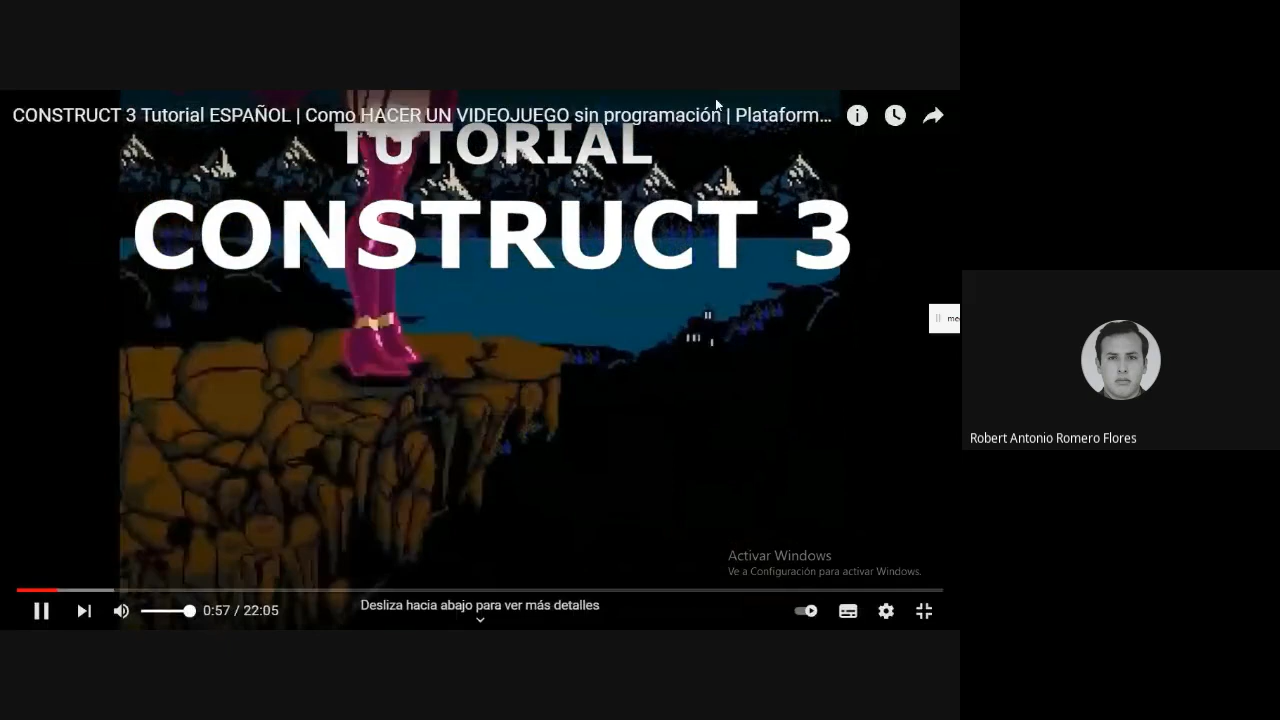 CONSTRUCT 3 Tutorial ESPAÑOL | Como HACER UN VIDEOJUEGO sin programación | Plataform...
TUTORIAL
CONSTRUCT 3
me
Robert Antonio Romero Flores
Activar Windows
Ve a Configuración para activar Windows.
0:57 / 22:05
Desliza hacia abajo para ver más detalles